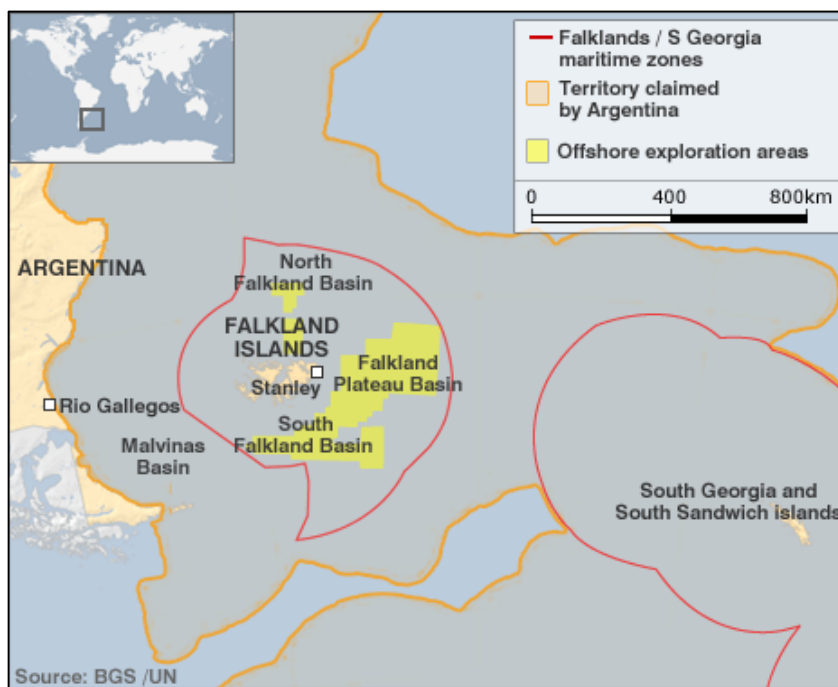 Falklands / S Georgia
maritime zones
Territory claimed
by Argentina
Offshore exploration areas
0 400 800km
ARGENTINA
North
Falkland Basin
FALKLAND
ISLANDS
Stanley
Falkland
Plateau Basin
Rio Gallegos
South
Falkland Basin
Malvinas
Basin
South Georgia and
South Sandwich islands
Source: BGS /UN